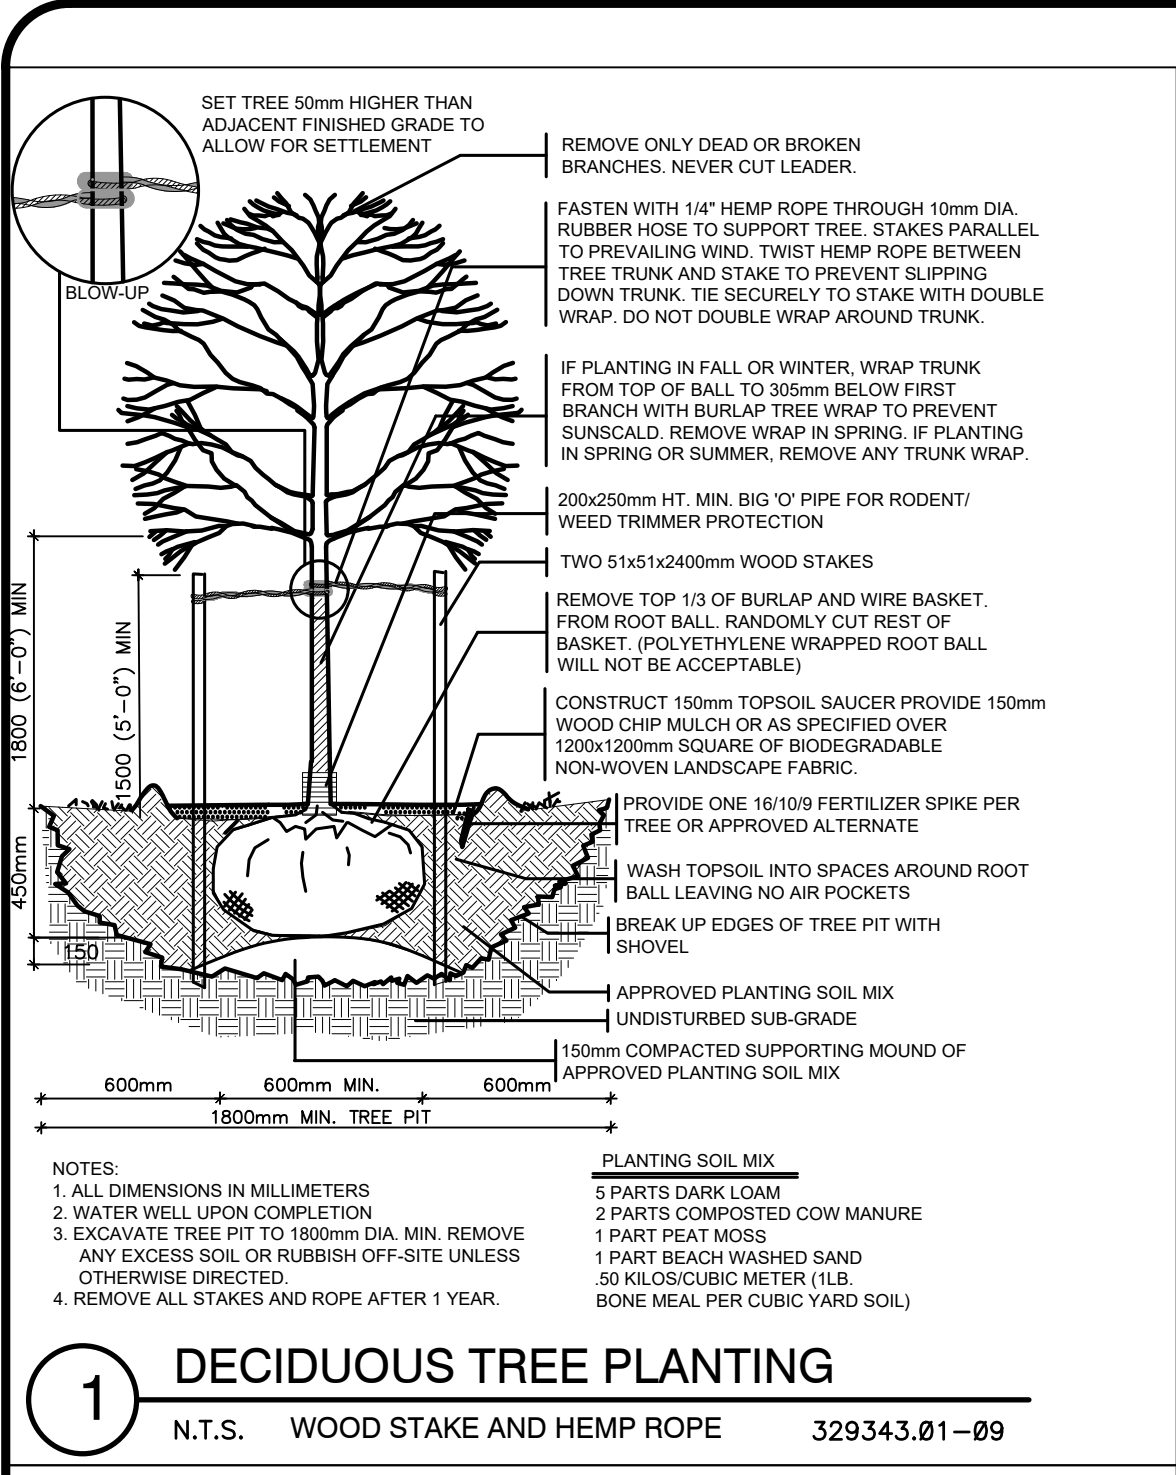 SET TREE 50mm HIGHER THAN
ADJACENT FINISHED GRADE TO
ALLOW FOR SETTLEMENT
BLOW-UP
REMOVE ONLY DEAD OR BROKEN
BRANCHES. NEVER CUT LEADER.
FASTEN WITH 1/4" HEMP ROPE THROUGH 10mm DIA.
RUBBER HOSE TO SUPPORT TREE. STAKES PARALLEL
TO PREVAILING WIND. TWIST HEMP ROPE BETWEEN
TREE TRUNK AND STAKE TO PREVENT SLIPPING
DOWN TRUNK. TIE SECURELY TO STAKE WITH DOUBLE
WRAP. DO NOT DOUBLE WRAP AROUND TRUNK.
IF PLANTING IN FALL OR WINTER, WRAP TRUNK
FROM TOP OF BALL TO 305mm BELOW FIRST
BRANCH WITH BURLAP TREE WRAP TO PREVENT
SUNSCALD. REMOVE WRAP IN SPRING. IF PLANTING
IN SPRING OR SUMMER, REMOVE ANY TRUNK WRAP.
200x250mm HT. MIN. BIG 'O' PIPE FOR RODENT/
WEED TRIMMER PROTECTION
TWO 51x51x2400mm WOOD STAKES
REMOVE TOP 1/3 OF BURLAP AND WIRE BASKET.
FROM ROOT BALL. RANDOMLY CUT REST OF
BASKET. (POLYETHYLENE WRAPPED ROOT BALL
WILL NOT BE ACCEPTABLE)
CONSTRUCT 150mm TOPSOIL SAUCER PROVIDE 150mm
WOOD CHIP MULCH OR AS SPECIFIED OVER
1200x1200mm SQUARE OF BIODEGRADABLE
NON-WOVEN LANDSCAPE FABRIC.
PROVIDE ONE 16/10/9 FERTILIZER SPIKE PER
TREE OR APPROVED ALTERNATE
WASH TOPSOIL INTO SPACES AROUND ROOT
BALL LEAVING NO AIR POCKETS
BREAK UP EDGES OF TREE PIT WITH
SHOVEL
APPROVED PLANTING SOIL MIX
UNDISTURBED SUB-GRADE
150mm COMPACTED SUPPORTING MOUND OF
APPROVED PLANTING SOIL MIX
1800 (6'-0") MIN
1500 (5'-0") MIN
450mm
150
600mm
600mm MIN.
600mm
1800mm MIN. TREE PIT
NOTES:
1. ALL DIMENSIONS IN MILLIMETERS
2. WATER WELL UPON COMPLETION
3. EXCAVATE TREE PIT TO 1800mm DIA. MIN. REMOVE
ANY EXCESS SOIL OR RUBBISH OFF-SITE UNLESS
OTHERWISE DIRECTED.
4. REMOVE ALL STAKES AND ROPE AFTER 1 YEAR.
PLANTING SOIL MIX
5 PARTS DARK LOAM
2 PARTS COMPOSTED COW MANURE
1 PART PEAT MOSS
1 PART BEACH WASHED SAND
.50 KILOS/CUBIC METER (1LB.
BONE MEAL PER CUBIC YARD SOIL)
1
DECIDUOUS TREE PLANTING
N.T.S. WOOD STAKE AND HEMP ROPE 329343.01-09